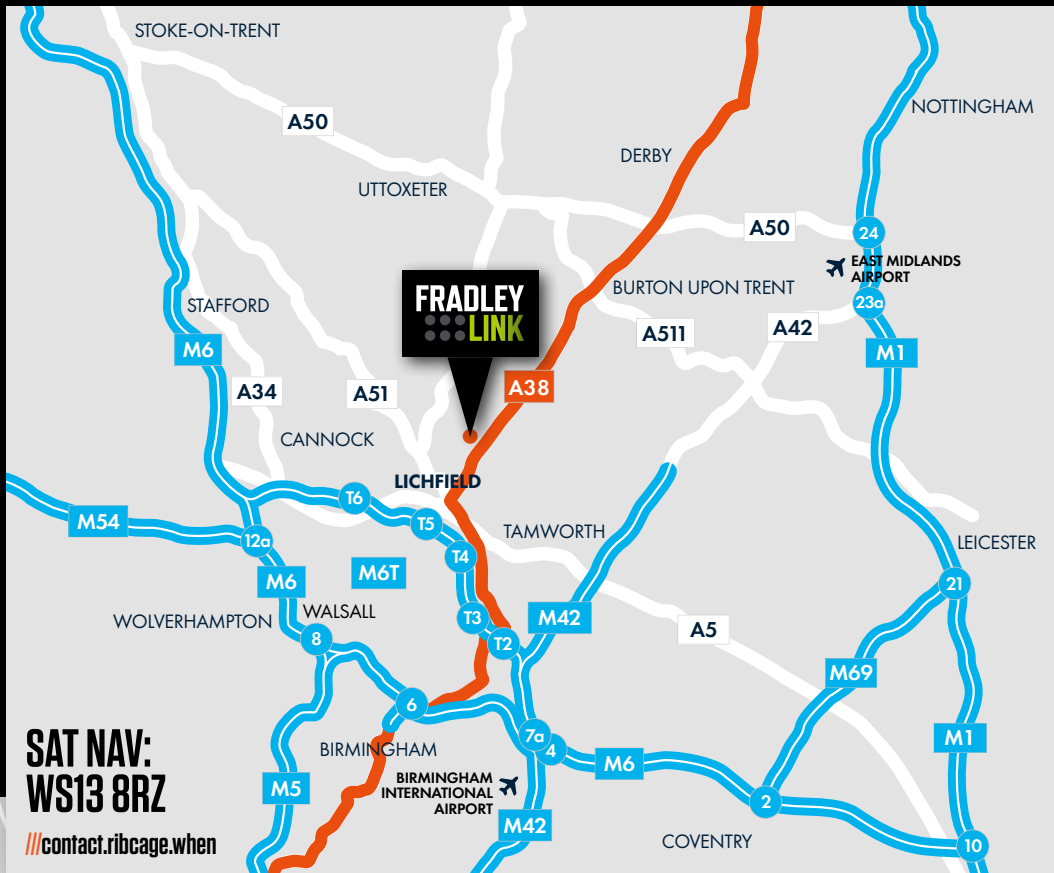 STOKE-ON-TRENT
NOTTINGHAM
A50
DERBY
UTTOXETER
A50
24
EAST MIDLANDS
AIRPORT
BURTON UPON TRENT
23a
STAFFORD
FRADLEY
LINK
A511
A42
M6
M1
A34
A51
A38
CANNOCK
LICHFIELD
T6
M54
T5
TAMWORTH
12a
T4
LEICESTER
M6T
M6
21
WALSALL
WOLVERHAMPTON
T3
M42
8
T2
A5
M69
6
7a
4
M1
SAT NAV:
WS13 8RZ
///contact.ribcage.when
BIRMINGHAM
M6
BIRMINGHAM
INTERNATIONAL
AIRPORT
M5
2
M42
COVENTRY
10